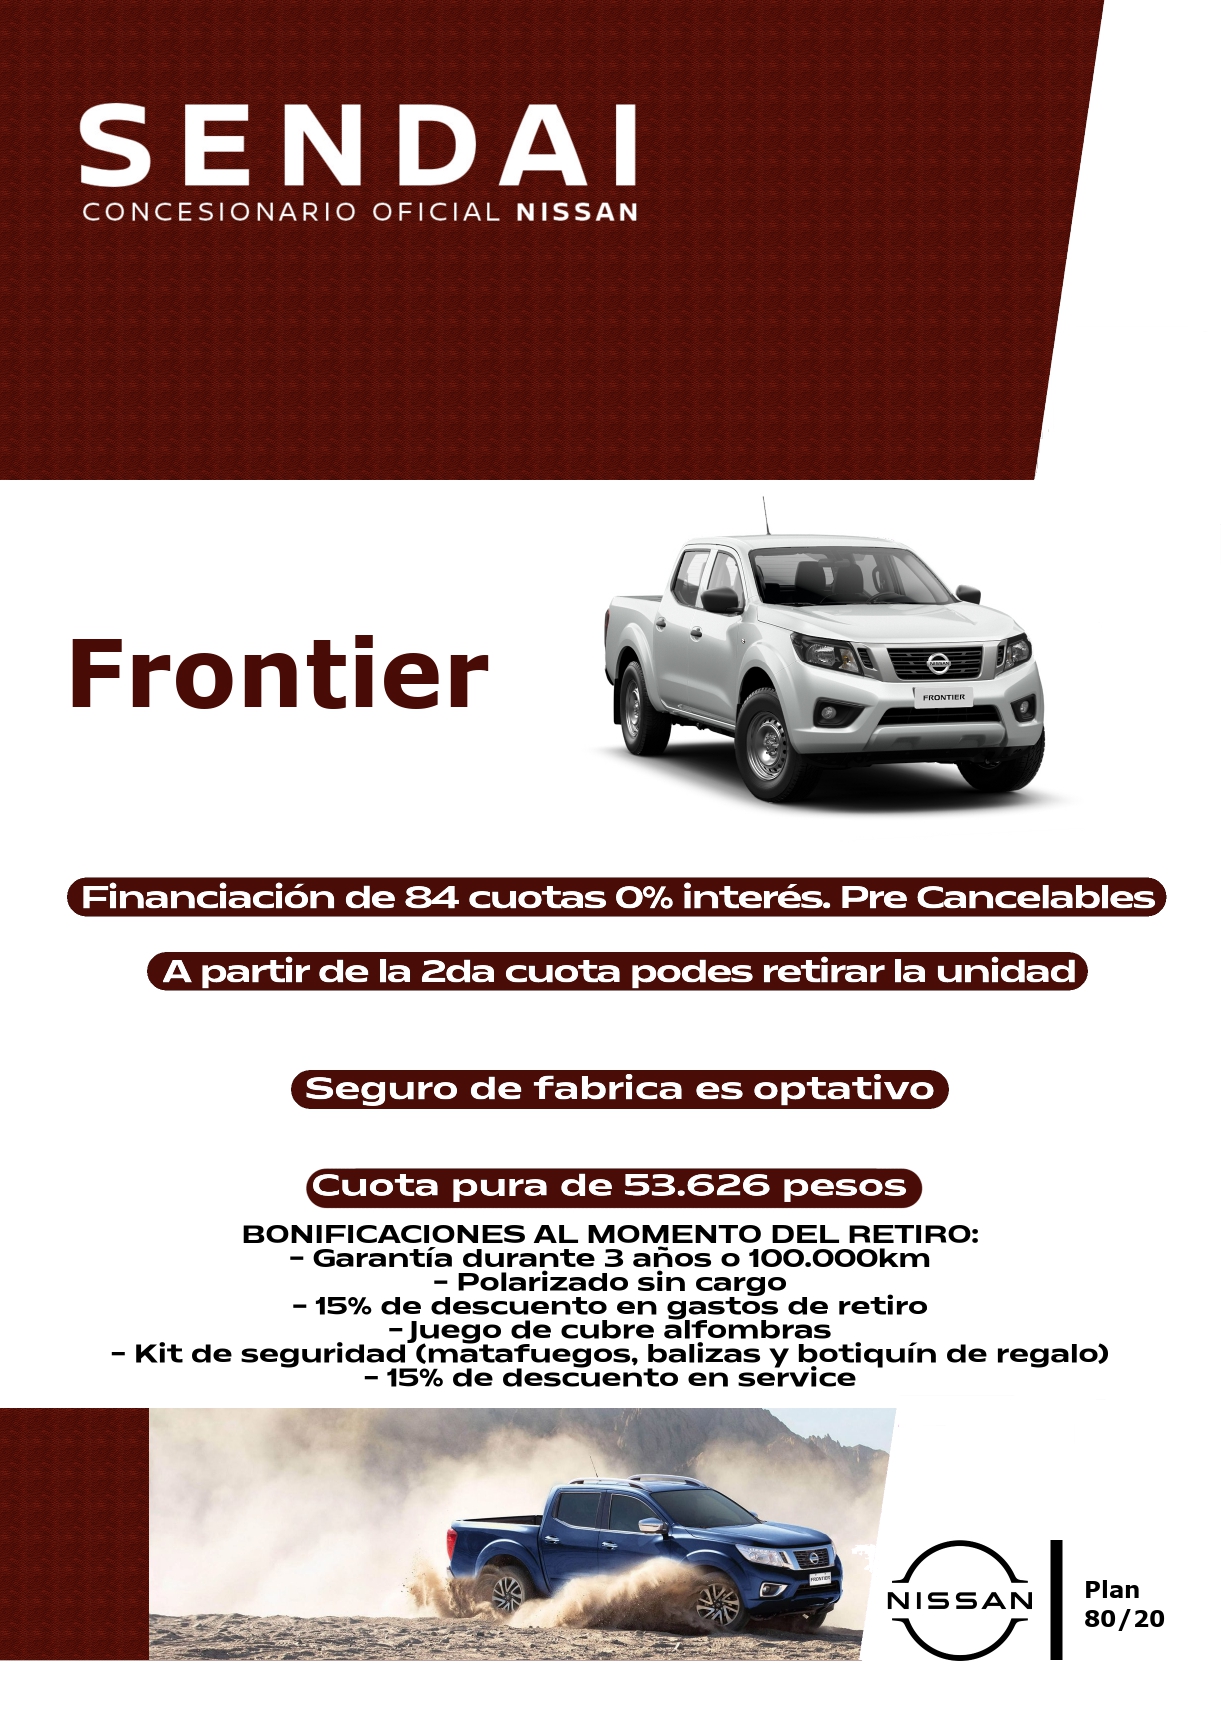 SENDAI
CONCESIONARIO OFICIAL NISSAN
Frontier
NISSAN
FRONTIER
Financiación de 84 cuotas 0% interés. Pre Cancelables
A partir de la 2da cuota podes retirar la unidad
Seguro de fabrica es optativo
Cuota pura de 53.626 pesos
BONIFICACIONES AL MOMENTO DEL RETIRO:
- Garantía durante 3 años o 100.000km
- Polarizado sin cargo
- 15% de descuento en gastos de retiro
- Juego de cubre alfombras
- Kit de seguridad (matafuegos, balizas y botiquín de regalo)
- 15% de descuento en service
FRONTIER
NISSAN
Plan
80/20